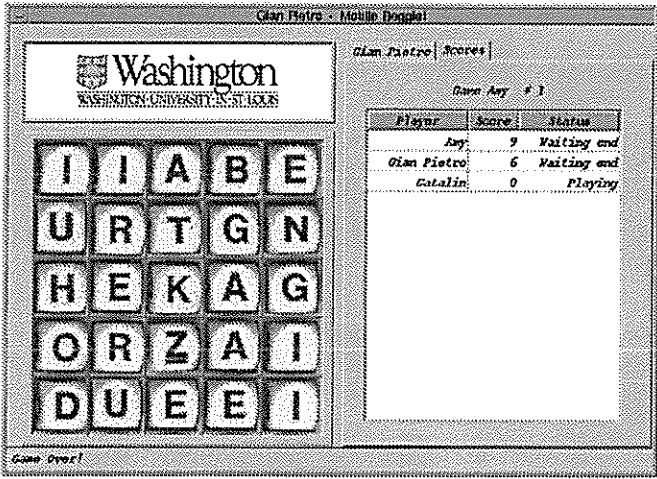 Gian Pietro - Mobile Boggle!
Washington
WASHINGTON·UNIVERSITY·IN·ST·LOUIS
I I A B E
U R T G N
H E K A G
O R Z A I
D U E E I
Gian Pietro Scores
Game Amy # 1
Player Score Status
Amy 9 Waiting end
Gian Pietro 6 Waiting end
Catalin 0 Playing
Game Over!